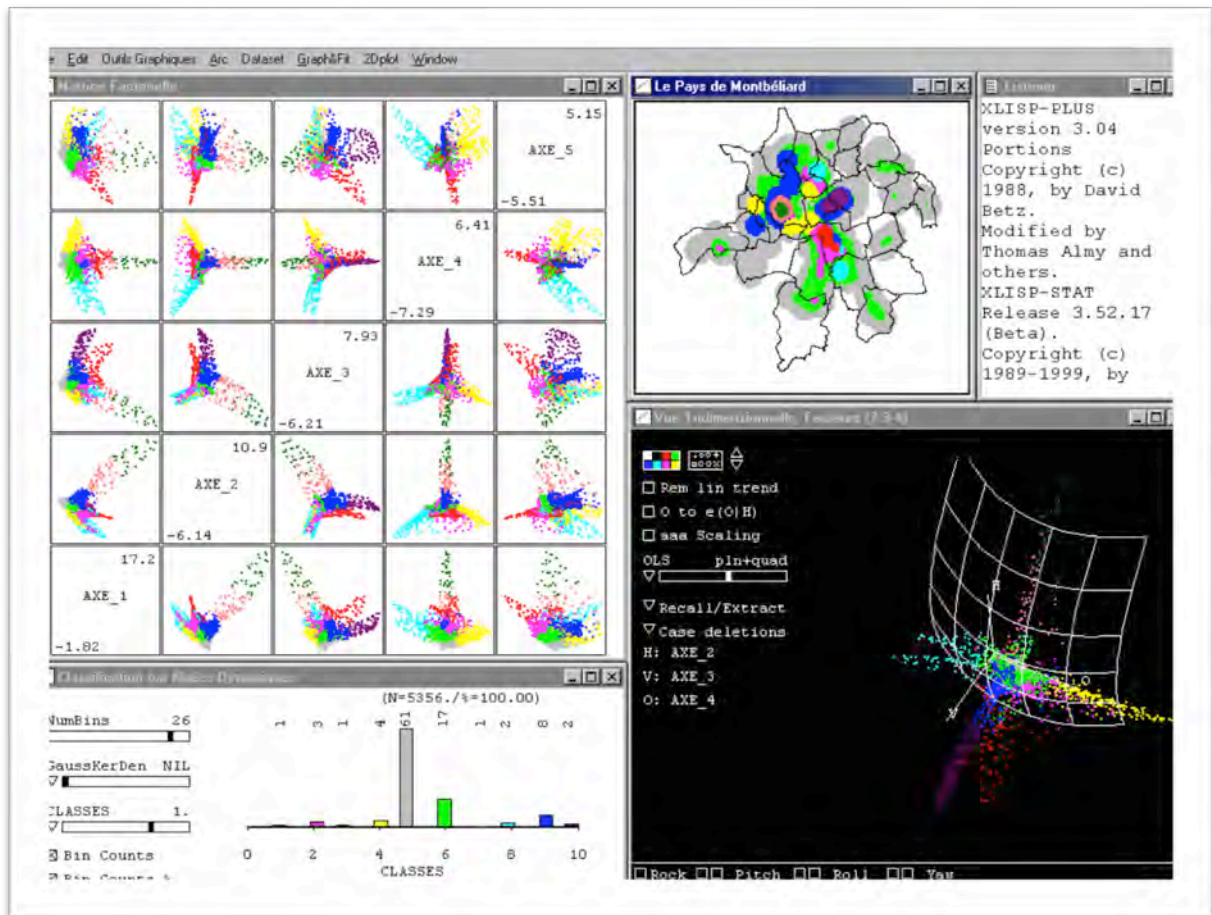 Edit Outils Graphiques Arc Dataset Graph&Fit 2Dplot Window
5.15
AXE_5
-5.51
6.41
AXE_4
-7.29
7.93
AXE_3
-6.21
10.9
AXE_2
-6.14
17.2
AXE_1
-1.82
Le Pays de Montbéliard
Listener
XLISP-PLUS
version 3.04
Portions
Copyright (c)
1988, by David
Betz.
Modified by
Thomas Almy and
others.
XLISP-STAT
Release 3.52.17
(Beta).
Copyright (c)
1989-1999, by
Rem lin trend
O to e(O|H)
aaa Scaling
OLS pln+quad
Recall/Extract
Case deletions
H: AXE_2
V: AXE_3
O: AXE_4
H
O
V
Rock Pitch Roll Yaw
(N=5356./%=100.00)
NumBins 26
GaussKerDen NIL
CLASSES 1.
Bin Counts
Bin Counts %
1 3 1 4 61 17 1 2 8 2
0 2 4 6 8 10
CLASSES